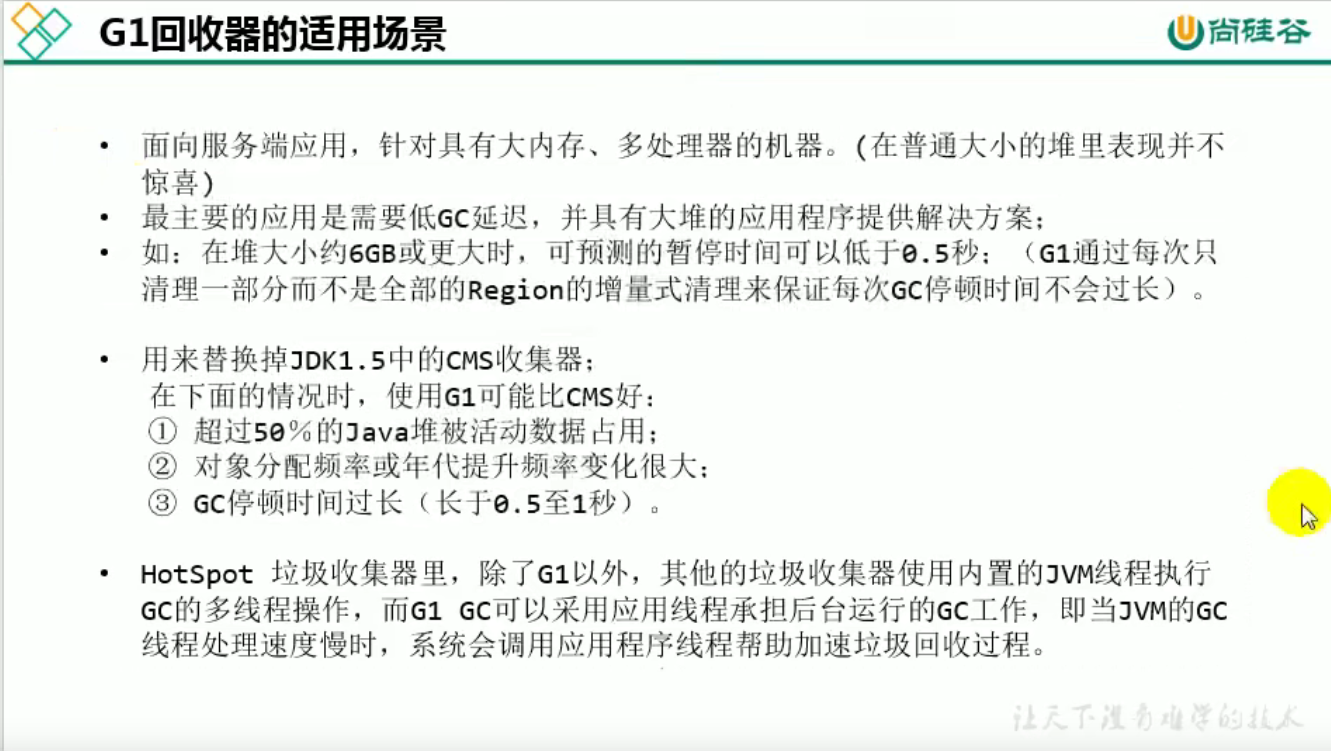 G1回收器的适用场景
尚硅谷
• 面向服务端应用，针对具有大内存、多处理器的机器。(在普通大小的堆里表现并不
惊喜)
• 最主要的应用是需要低GC延迟，并具有大堆的应用程序提供解决方案；
• 如：在堆大小约6GB或更大时，可预测的暂停时间可以低于0.5秒；（G1通过每次只
清理一部分而不是全部的Region的增量式清理来保证每次GC停顿时间不会过长）。
• 用来替换掉JDK1.5中的CMS收集器；
在下面的情况时，使用G1可能比CMS好：
① 超过50％的Java堆被活动数据占用；
② 对象分配频率或年代提升频率变化很大；
③ GC停顿时间过长（长于0.5至1秒）。
• HotSpot 垃圾收集器里，除了G1以外，其他的垃圾收集器使用内置的JVM线程执行
GC的多线程操作，而G1 GC可以采用应用线程承担后台运行的GC工作，即当JVM的GC
线程处理速度慢时，系统会调用应用程序线程帮助加速垃圾回收过程。
让天下没有难学的技术